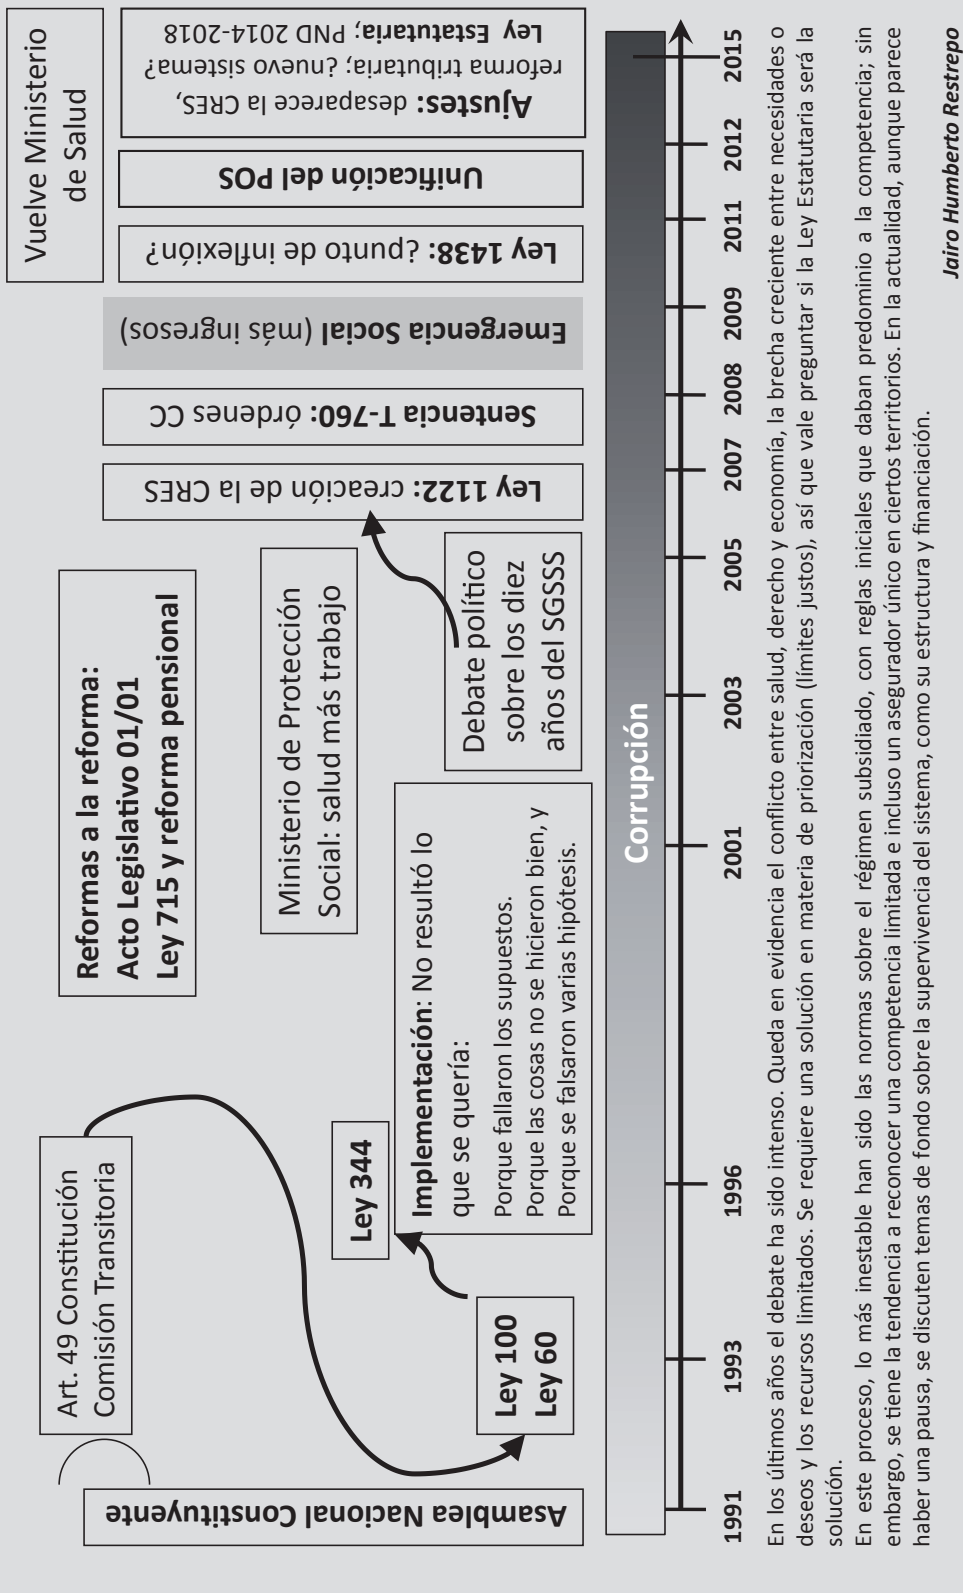 Asamblea Nacional Constituyente
Art. 49 Constitución
Comisión Transitoria
Ley 100
Ley 60
Ley 344
Implementación: No resultó lo
que se quería:
Porque fallaron los supuestos.
Porque las cosas no se hicieron bien, y
Porque se falsaron varias hipótesis.
Reformas a la reforma:
Acto Legislativo 01/01
Ley 715 y reforma pensional
Ministerio de Protección
Social: salud más trabajo
Debate político
sobre los diez
años del SGSSS
Ley 1122: creación de la CRES
Sentencia T-760: órdenes CC
Emergencia Social (más ingresos)
Ley 1438: ¿punto de inflexión?
Unificación del POS
Ajustes: desaparece la CRES,
reforma tributaria; ¿nuevo sistema?
Ley Estatutaria; PND 2014-2018
Vuelve Ministerio
de Salud
Corrupción
1991
1993
1996
2001
2003
2005
2007
2008
2009
2011
2012
2015
En los últimos años el debate ha sido intenso. Queda en evidencia el conflicto entre salud, derecho y economía, la brecha creciente entre necesidades o
deseos y los recursos limitados. Se requiere una solución en materia de priorización (límites justos), así que vale preguntar si la Ley Estatutaria será la
solución.
En este proceso, lo más inestable han sido las normas sobre el régimen subsidiado, con reglas iniciales que daban predominio a la competencia; sin
embargo, se tiene la tendencia a reconocer una competencia limitada e incluso un asegurador único en ciertos territorios. En la actualidad, aunque parece
haber una pausa, se discuten temas de fondo sobre la supervivencia del sistema, como su estructura y financiación.
Jairo Humberto Restrepo